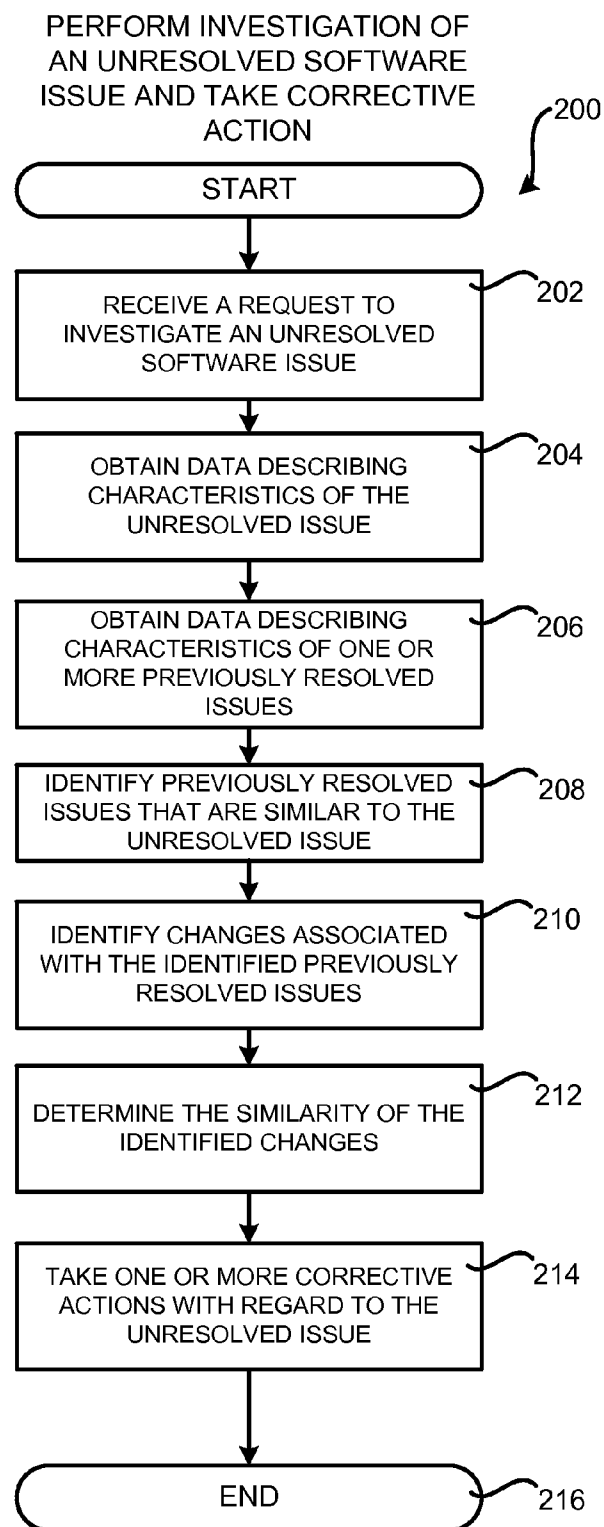 PERFORM INVESTIGATION OF
AN UNRESOLVED SOFTWARE
ISSUE AND TAKE CORRECTIVE
ACTION
200
START
202
RECEIVE A REQUEST TO
INVESTIGATE AN UNRESOLVED
SOFTWARE ISSUE
204
OBTAIN DATA DESCRIBING
CHARACTERISTICS OF THE
UNRESOLVED ISSUE
206
OBTAIN DATA DESCRIBING
CHARACTERISTICS OF ONE OR
MORE PREVIOUSLY RESOLVED
ISSUES
208
IDENTIFY PREVIOUSLY RESOLVED
ISSUES THAT ARE SIMILAR TO THE
UNRESOLVED ISSUE
210
IDENTIFY CHANGES ASSOCIATED
WITH THE IDENTIFIED PREVIOUSLY
RESOLVED ISSUES
212
DETERMINE THE SIMILARITY OF THE
IDENTIFIED CHANGES
214
TAKE ONE OR MORE CORRECTIVE
ACTIONS WITH REGARD TO THE
UNRESOLVED ISSUE
END
216